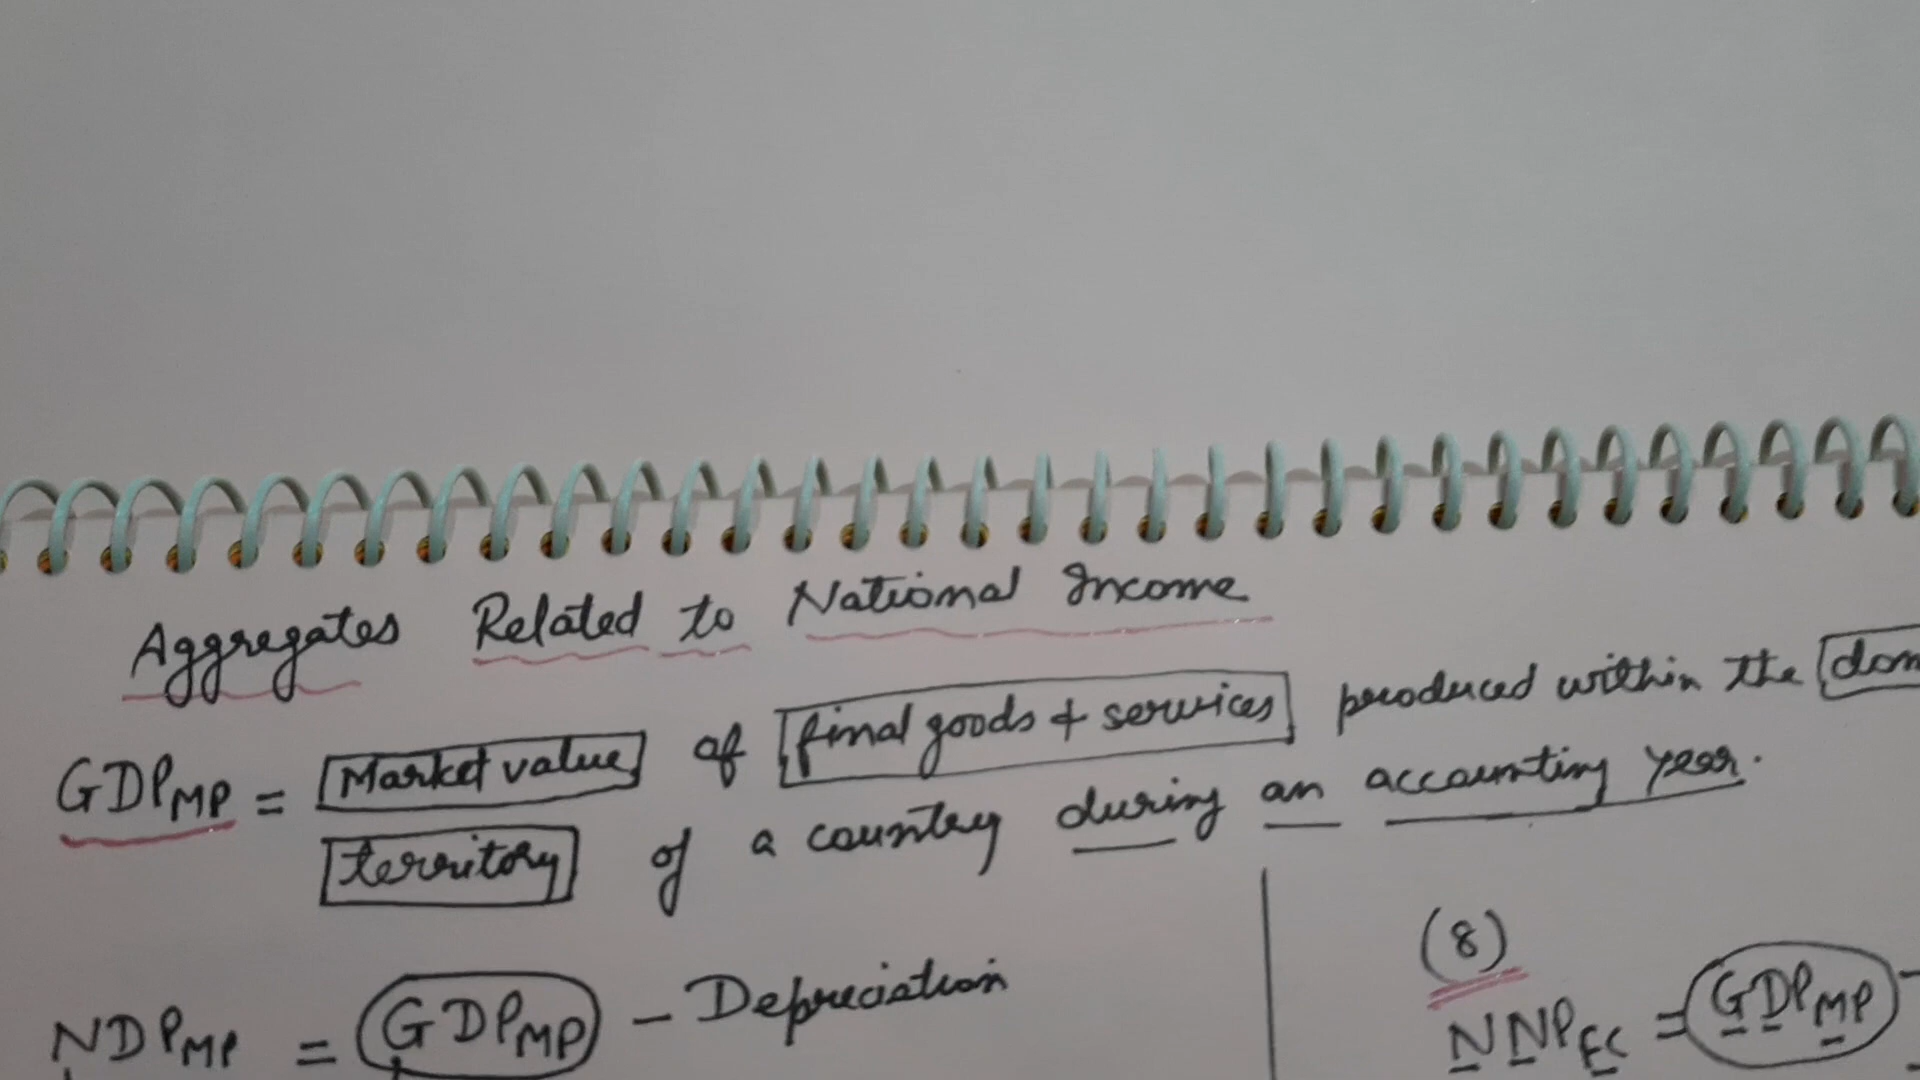 Aggregates Related to National Income
GDPMP = Market value of final goods & services produced within the dom
territory of a country during an accounting year.
NDPMP = GDPMP - Depreciation
(8)
NNPFC = GDPMP -